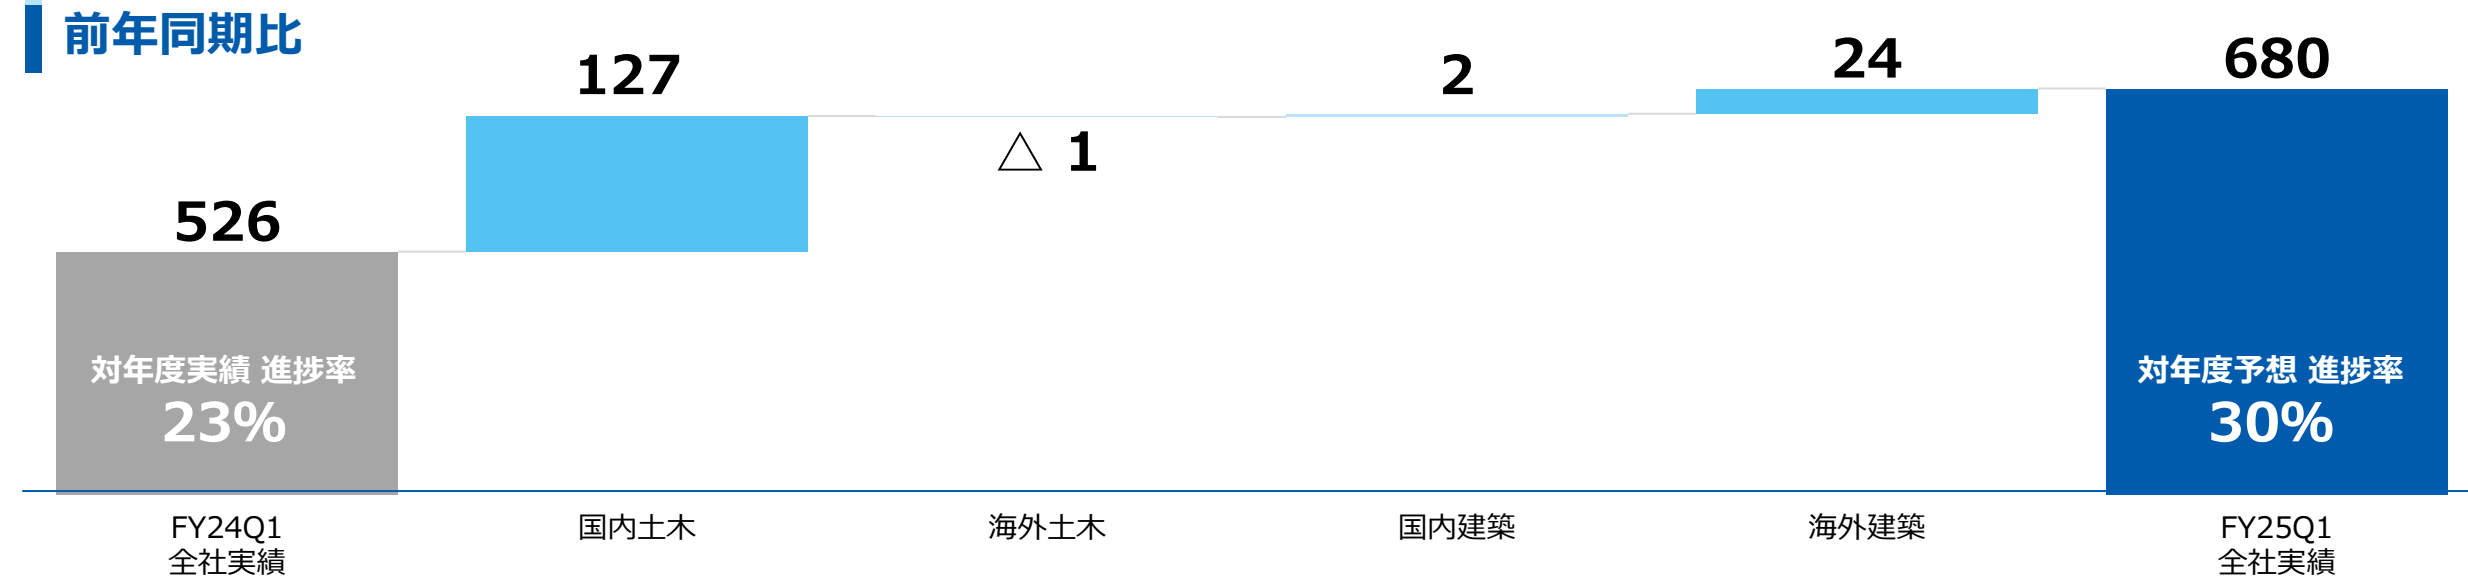 前年同期比
526
127
△ 1
2
24
680
対年度実績 進捗率
23%
対年度予想 進捗率
30%
FY24Q1
全社実績
国内土木
海外土木
国内建築
海外建築
FY25Q1
全社実績